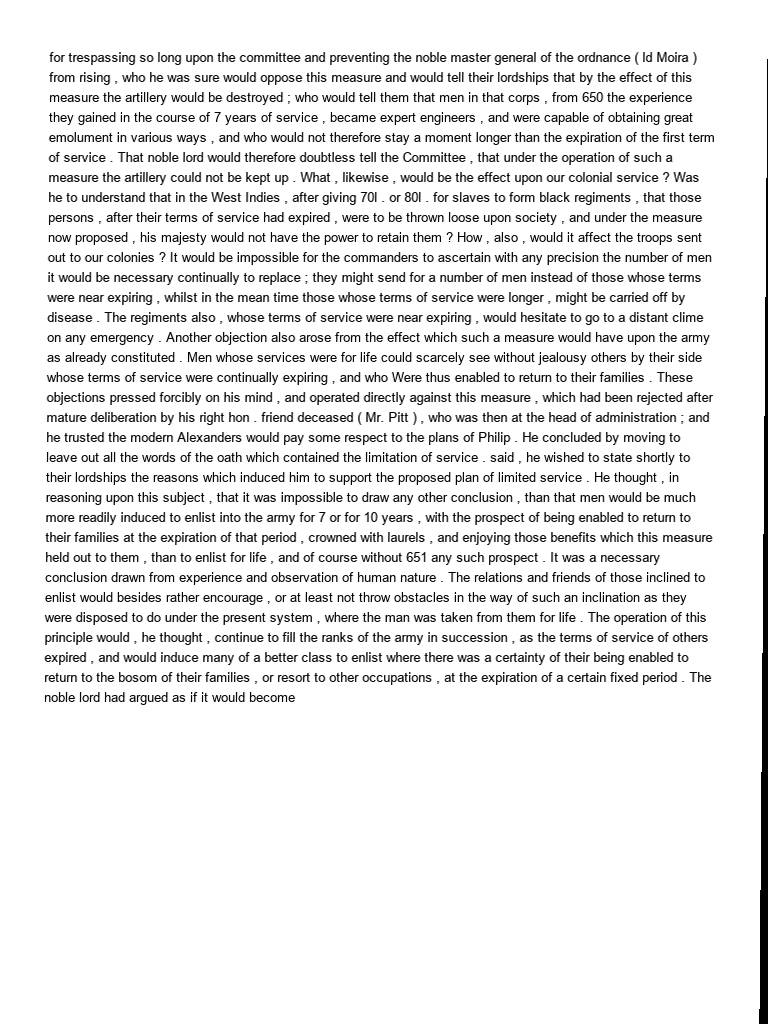 for trespassing so long upon the committee and preventing the noble master general of the ordnance ( ld Moira )
from rising , who he was sure would oppose this measure and would tell their lordships that by the effect of this
measure the artillery would be destroyed ; who would tell them that men in that corps , from 650 the experience
they gained in the course of 7 years of service , became expert engineers , and were capable of obtaining great
emolument in various ways , and who would not therefore stay a moment longer than the expiration of the first term
of service . That noble lord would therefore doubtless tell the Committee , that under the operation of such a
measure the artillery could not be kept up . What , likewise , would be the effect upon our colonial service ? Was
he to understand that in the West Indies , after giving 70l . or 80l . for slaves to form black regiments , that those
persons , after their terms of service had expired , were to be thrown loose upon society , and under the measure
now proposed , his majesty would not have the power to retain them ? How , also , would it affect the troops sent
out to our colonies ? It would be impossible for the commanders to ascertain with any precision the number of men
it would be necessary continually to replace ; they might send for a number of men instead of those whose terms
were near expiring , whilst in the mean time those whose terms of service were longer , might be carried off by
disease . The regiments also , whose terms of service were near expiring , would hesitate to go to a distant clime
on any emergency . Another objection also arose from the effect which such a measure would have upon the army
as already constituted . Men whose services were for life could scarcely see without jealousy others by their side
whose terms of service were continually expiring , and who Were thus enabled to return to their families . These
objections pressed forcibly on his mind , and operated directly against this measure , which had been rejected after
mature deliberation by his right hon . friend deceased ( Mr. Pitt ) , who was then at the head of administration ; and
he trusted the modern Alexanders would pay some respect to the plans of Philip . He concluded by moving to
leave out all the words of the oath which contained the limitation of service . said , he wished to state shortly to
their lordships the reasons which induced him to support the proposed plan of limited service . He thought , in
reasoning upon this subject , that it was impossible to draw any other conclusion , than that men would be much
more readily induced to enlist into the army for 7 or for 10 years , with the prospect of being enabled to return to
their families at the expiration of that period , crowned with laurels , and enjoying those benefits which this measure
held out to them , than to enlist for life , and of course without 651 any such prospect . It was a necessary
conclusion drawn from experience and observation of human nature . The relations and friends of those inclined to
enlist would besides rather encourage , or at least not throw obstacles in the way of such an inclination as they
were disposed to do under the present system , where the man was taken from them for life . The operation of this
principle would , he thought , continue to fill the ranks of the army in succession , as the terms of service of others
expired , and would induce many of a better class to enlist where there was a certainty of their being enabled to
return to the bosom of their families , or resort to other occupations , at the expiration of a certain fixed period . The
noble lord had argued as if it would become